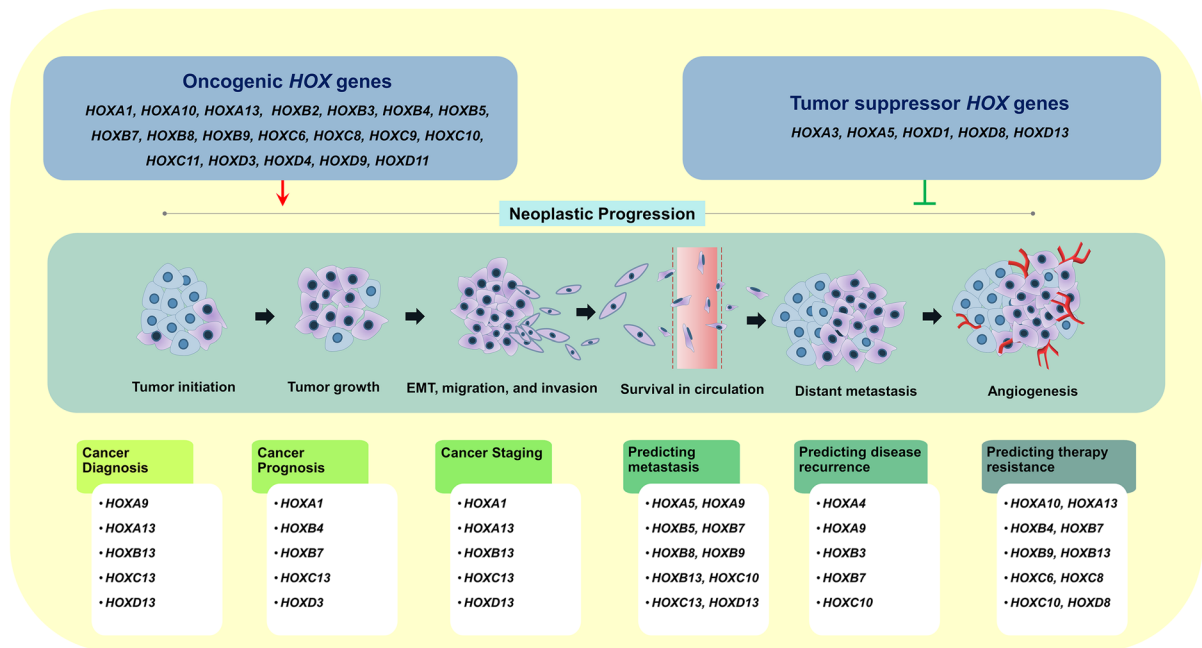 Oncogenic HOX genes
HOXA1, HOXA10, HOXA13, HOXB2, HOXB3, HOXB4, HOXB5,
HOXB7, HOXB8, HOXB9, HOXC6, HOXC8, HOXC9, HOXC10,
HOXC11, HOXD3, HOXD4, HOXD9, HOXD11
Tumor suppressor HOX genes
HOXA3, HOXA5, HOXD1, HOXD8, HOXD13
Neoplastic Progression
Tumor initiation
Tumor growth
EMT, migration, and invasion
Survival in circulation
Distant metastasis
Angiogenesis
Cancer
Diagnosis
• HOXA9
• HOXA13
• HOXB13
• HOXC13
• HOXD13
Cancer
Prognosis
• HOXA1
• HOXB4
• HOXB7
• HOXC13
• HOXD3
Cancer Staging
• HOXA1
• HOXA13
• HOXB13
• HOXC13
• HOXD13
Predicting
metastasis
• HOXA5, HOXA9
• HOXB5, HOXB7
• HOXB8, HOXB9
• HOXB13, HOXC10
• HOXC13, HOXD13
Predicting disease
recurrence
• HOXA4
• HOXA9
• HOXB3
• HOXB7
• HOXC10
Predicting therapy
resistance
• HOXA10, HOXA13
• HOXB4, HOXB7
• HOXB9, HOXB13
• HOXC6, HOXC8
• HOXC10, HOXD8